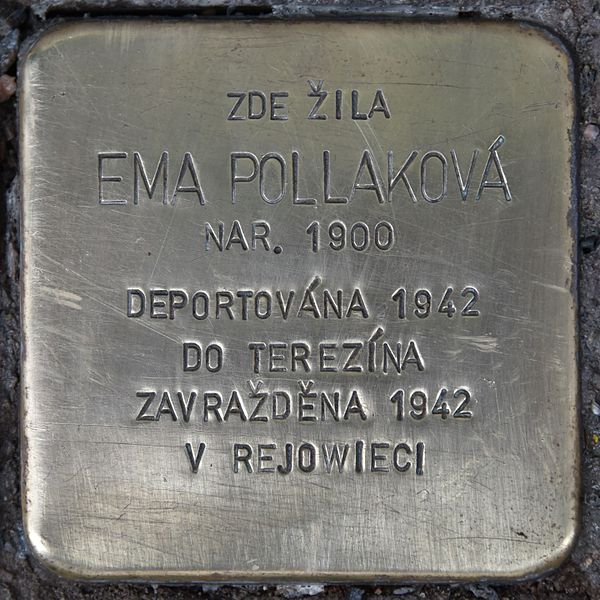 ZDE ŽILA
EMA POLLAKOVÁ
NAR. 1900
DEPORTOVÁNA 1942
DO TEREZÍNA
ZAVRAŽDĚNA 1942
V REJOWIECI